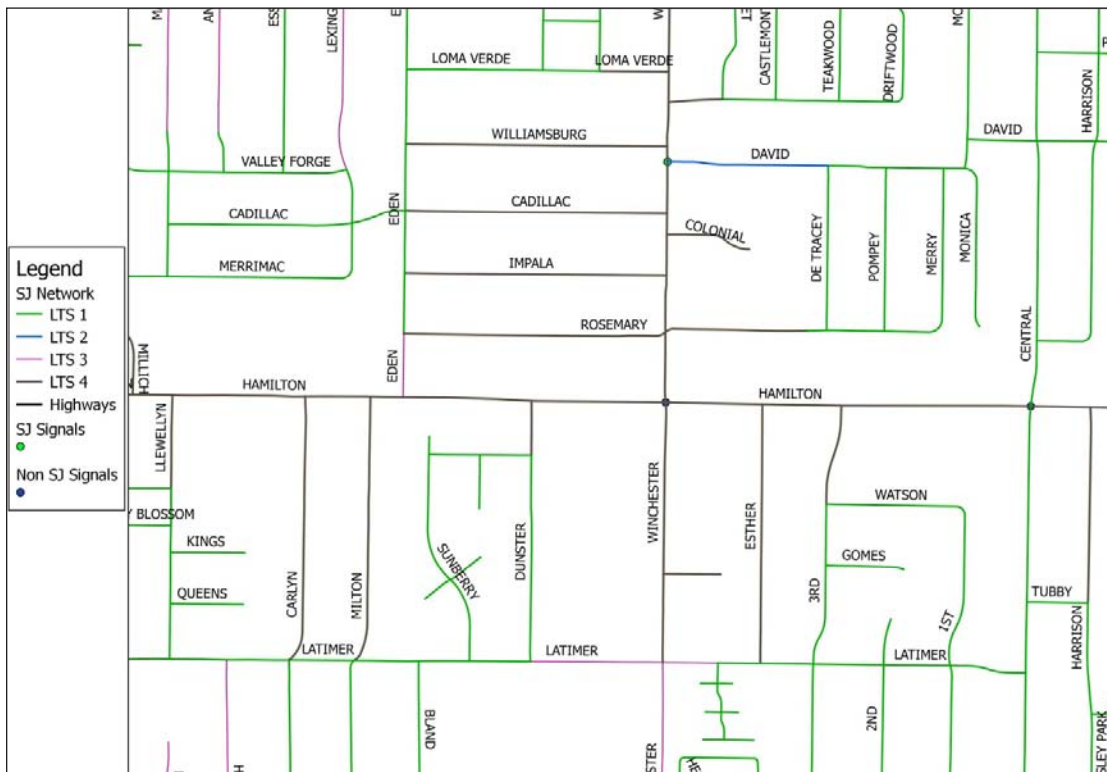 LEXING
LOMA VERDE
LOMA VERDE
CASTLEMONT
TEAKWOOD
DRIFTWOOD
HARRISON
WILLIAMSBURG
DAVID
DAVID
VALLEY FORGE
CADILLAC
EDEN
CADILLAC
COLONIAL
DE TRACEY
POMPEY
MERRY
MONICA
MERRIMAC
IMPALA
ROSEMARY
CENTRAL
Legend
SJ Network
LTS 1
LTS 2
LTS 3
LTS 4
Highways
SJ Signals
Non SJ Signals
MILLICH
EDEN
HAMILTON
HAMILTON
LLEWELLYN
Y BLOSSOM
KINGS
QUEENS
CARLYN
MILTON
SUNBERRY
DUNSTER
WINCHESTER
ESTHER
WATSON
GOMES
3RD
1ST
TUBBY
HARRISON
LATIMER
LATIMER
LATIMER
BLAND
2ND
STER
SLEY PARK